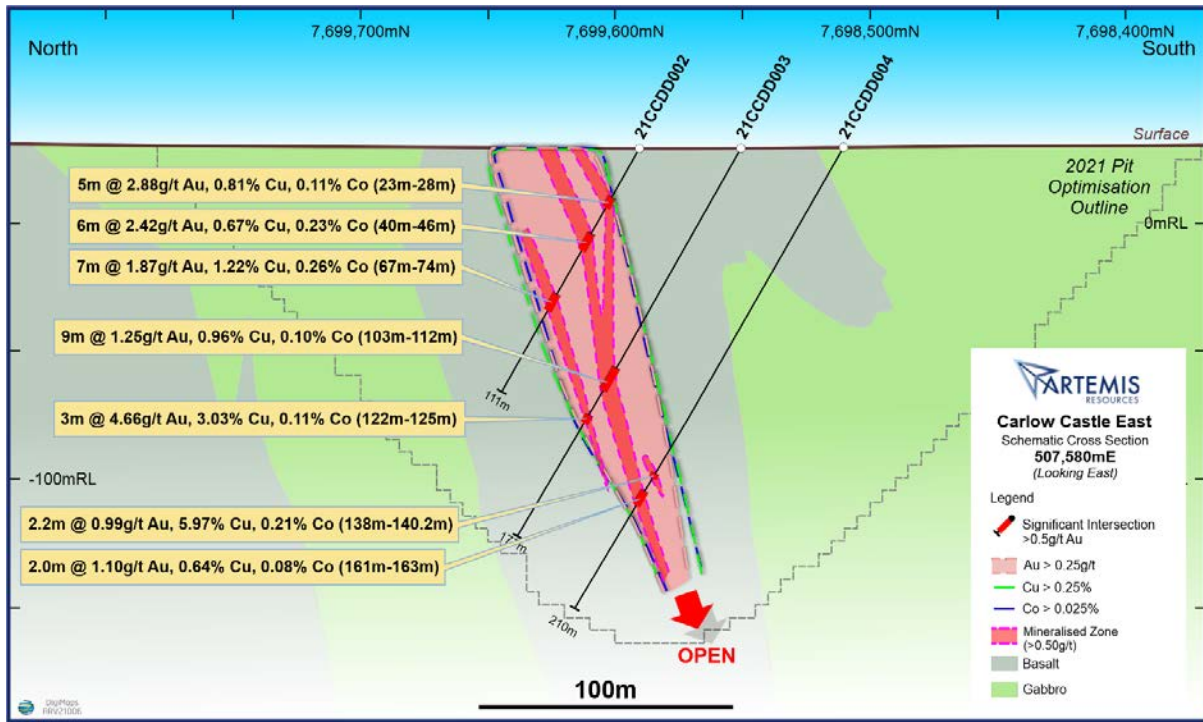 North
7,699,700mN
7,699,600mN
7,698,500mN
7,698,400mN
South
21CCDD002
21CCDD003
21CCDD004
Surface
2021 Pit
Optimisation
Outline
0mRL
5m @ 2.88g/t Au, 0.81% Cu, 0.11% Co (23m-28m)
6m @ 2.42g/t Au, 0.67% Cu, 0.23% Co (40m-46m)
7m @ 1.87g/t Au, 1.22% Cu, 0.26% Co (67m-74m)
9m @ 1.25g/t Au, 0.96% Cu, 0.10% Co (103m-112m)
111m
3m @ 4.66g/t Au, 3.03% Cu, 0.11% Co (122m-125m)
-100mRL
2.2m @ 0.99g/t Au, 5.97% Cu, 0.21% Co (138m-140.2m)
2.0m @ 1.10g/t Au, 0.64% Cu, 0.08% Co (161m-163m)
210m
OPEN
100m
ARTEMIS
RESOURCES
Carlow Castle East
Schematic Cross Section
507,580mE
(Looking East)
Legend
Significant Intersection
>0.5g/t Au
Au > 0.25g/t
Cu > 0.25%
Co > 0.025%
Mineralised Zone
(>0.50g/t)
Basalt
Gabbro
DigiMaps